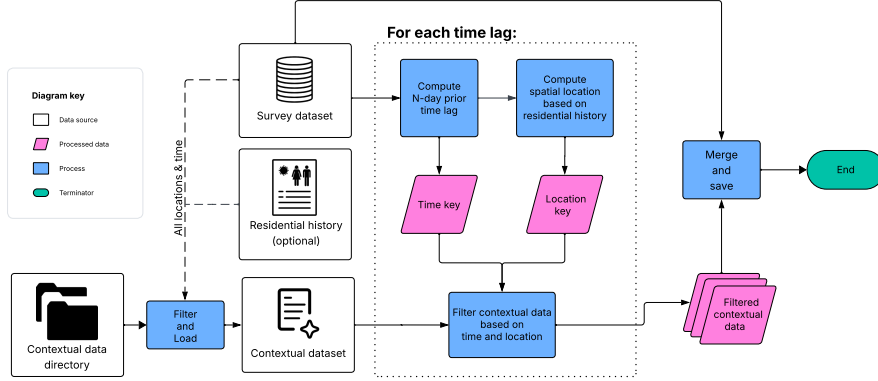 For each time lag:
Diagram key
Data source
Processed data
Process
Terminator
Survey dataset
Compute
N-day prior
time lag
Compute
spatial location
based on
residential history
All locations & time
Residential history
(optional)
Time key
Location
key
Merge
and
save
End
Contextual data
directory
Filter
and
Load
Contextual dataset
Filter contextual data
based on
time and location
Filtered
contextual
data